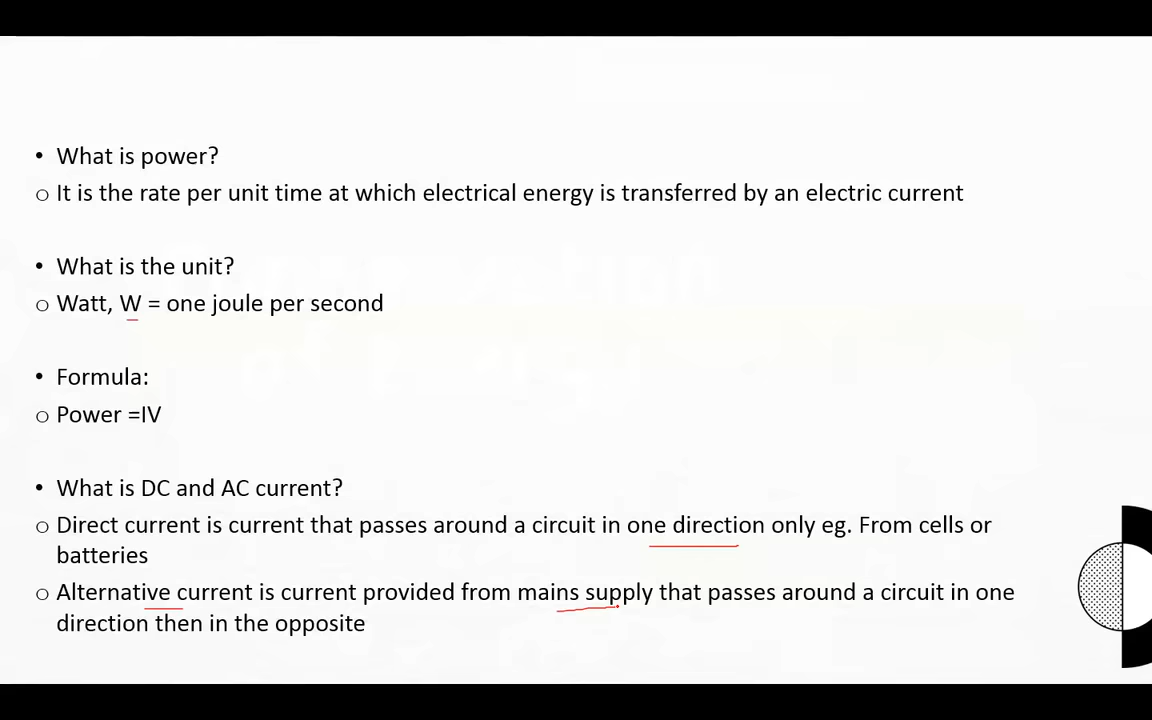 • What is power?
o It is the rate per unit time at which electrical energy is transferred by an electric current
• What is the unit?
o Watt, W = one joule per second
• Formula:
o Power =IV
• What is DC and AC current?
o Direct current is current that passes around a circuit in one direction only eg. From cells or
batteries
o Alternative current is current provided from mains supply that passes around a circuit in one
direction then in the opposite